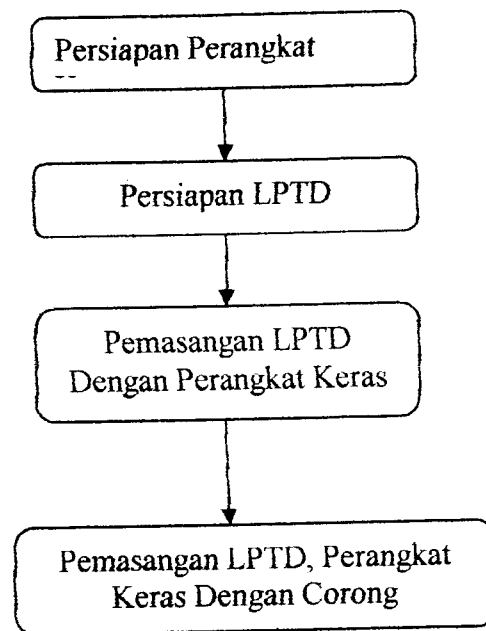 Persiapan Perangkat
Persiapan LPTD
Pemasangan LPTD
Dengan Perangkat Keras
Pemasangan LPTD, Perangkat
Keras Dengan Corong